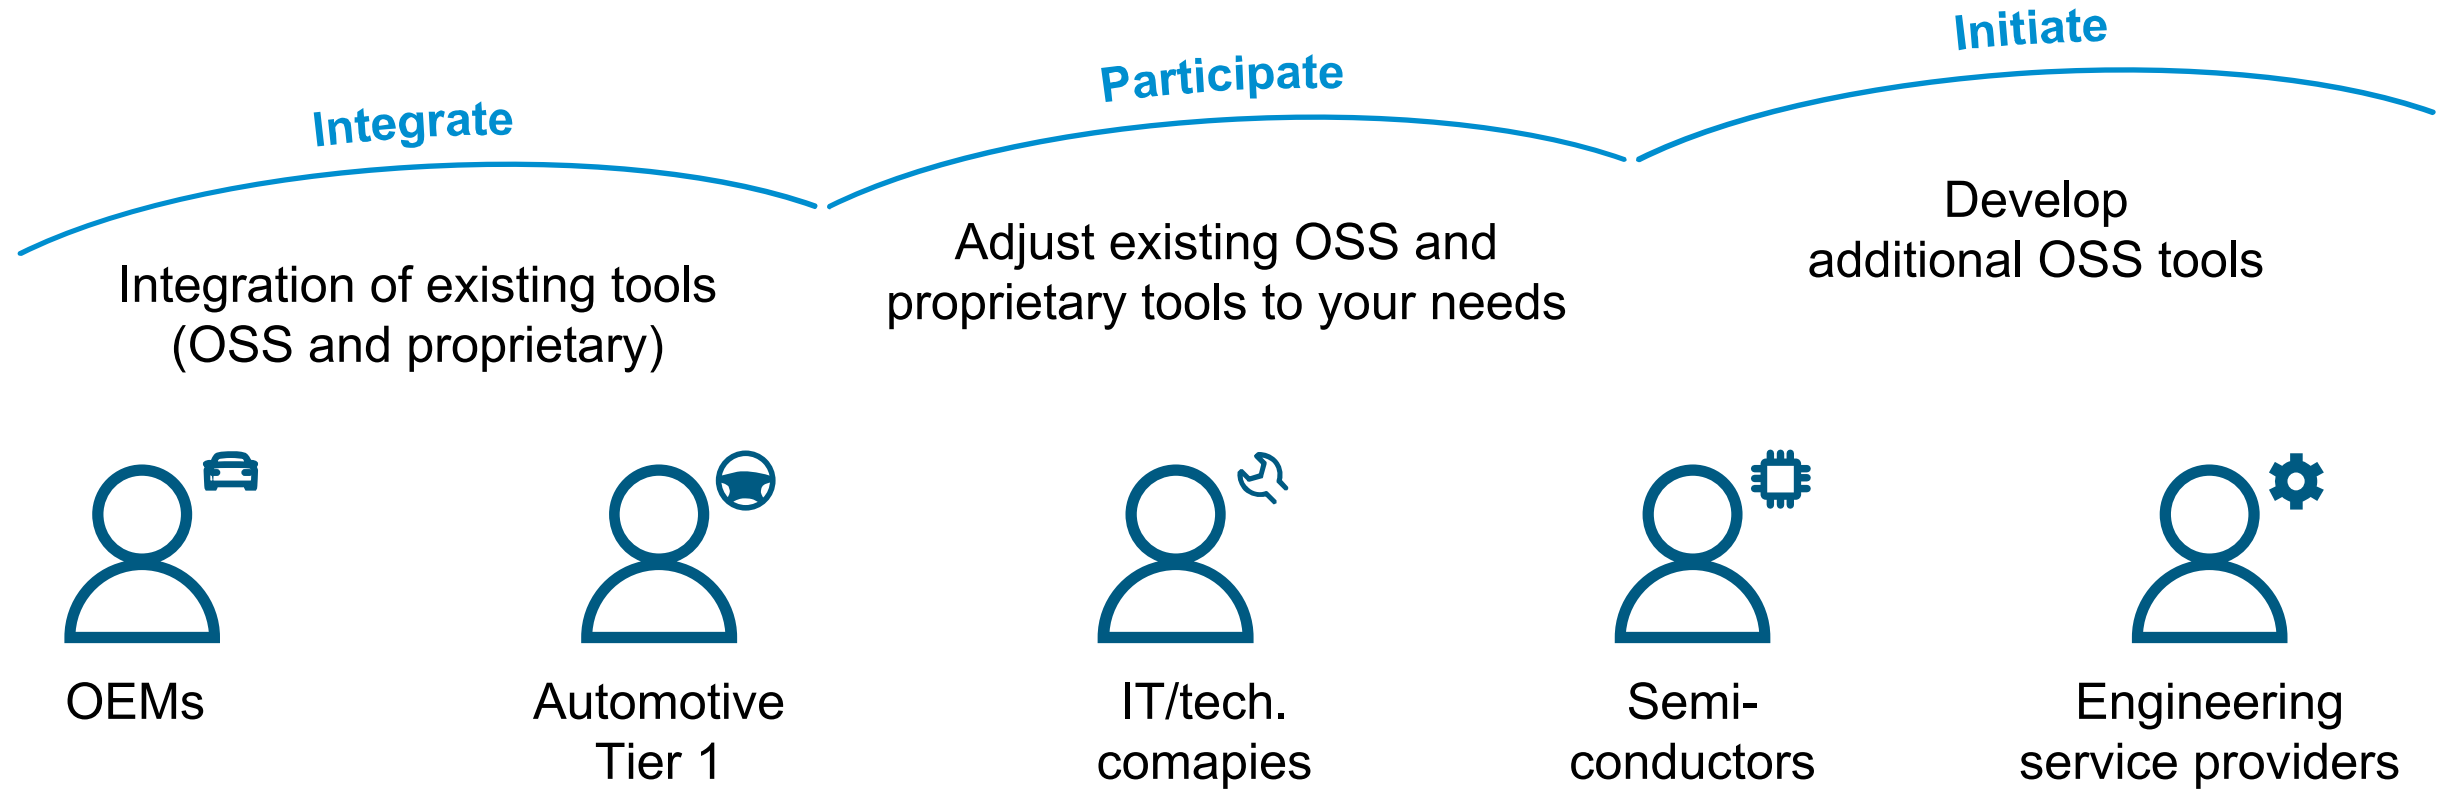 Integrate
Integration of existing tools
(OSS and proprietary)
Participate
Adjust existing OSS and
proprietary tools to your needs
Initiate
Develop
additional OSS tools
OEMs
Automotive
Tier 1
IT/tech.
comapies
Semi-
conductors
Engineering
service providers